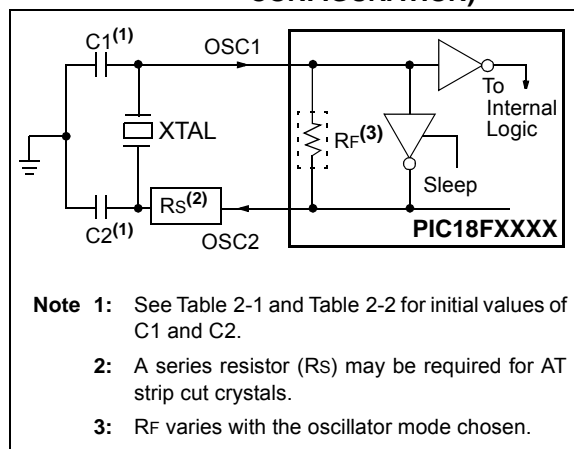 CONFIGURATION)
C1(1)
OSC1
To
Internal
Logic
XTAL
RF(3)
Sleep
RS(2)
C2(1)
OSC2
PIC18FXXXX
Note 1: See Table 2-1 and Table 2-2 for initial values of
C1 and C2.
2: A series resistor (RS) may be required for AT
strip cut crystals.
3: RF varies with the oscillator mode chosen.